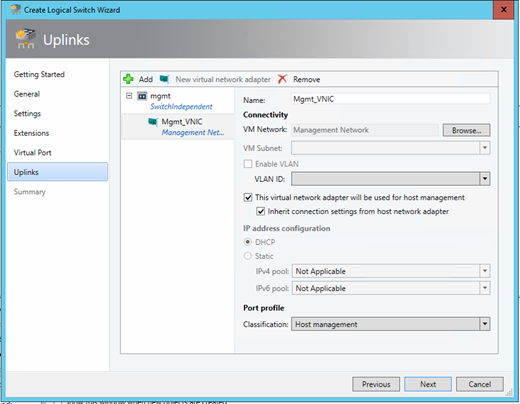 Create Logical Switch Wizard
x
Uplinks
Getting Started
General
Settings
Extensions
Virtual Port
Uplinks
Summary
Add New virtual network adapter Remove
mgmt
SwitchIndependent
Mgmt_VNIC
Management Net...
Name: Mgmt_VNIC
Connectivity
VM Network: Management Network Browse...
VM Subnet:
Enable VLAN
VLAN ID:
This virtual network adapter will be used for host management
Inherit connection settings from host network adapter
IP address configuration
DHCP
Static
IPv4 pool: Not Applicable
IPv6 pool: Not Applicable
Port profile
Classification: Host management
Previous Next Cancel